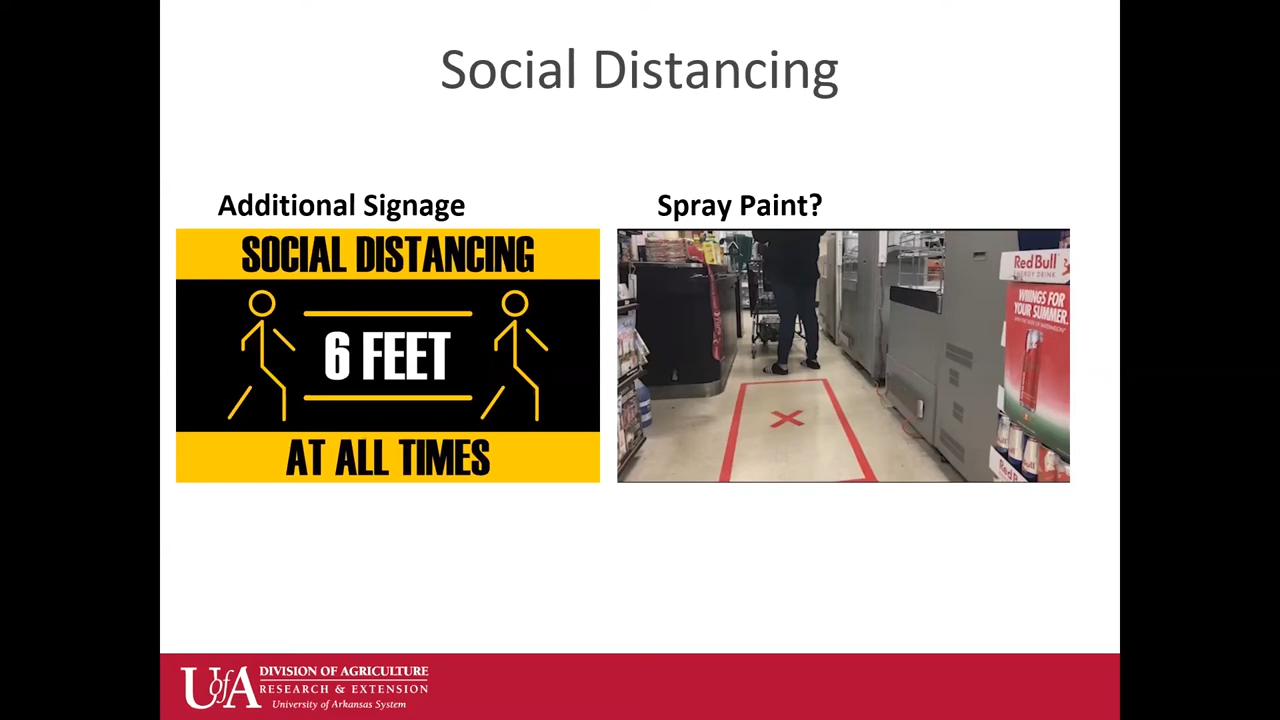 Social Distancing
Additional Signage
SOCIAL DISTANCING
6 FEET
AT ALL TIMES
Spray Paint?
Red Bull
ENERGY DRINK
WIIINGS FOR
YOUR SUMMER.
UofA
DIVISION OF AGRICULTURE
RESEARCH & EXTENSION
University of Arkansas System